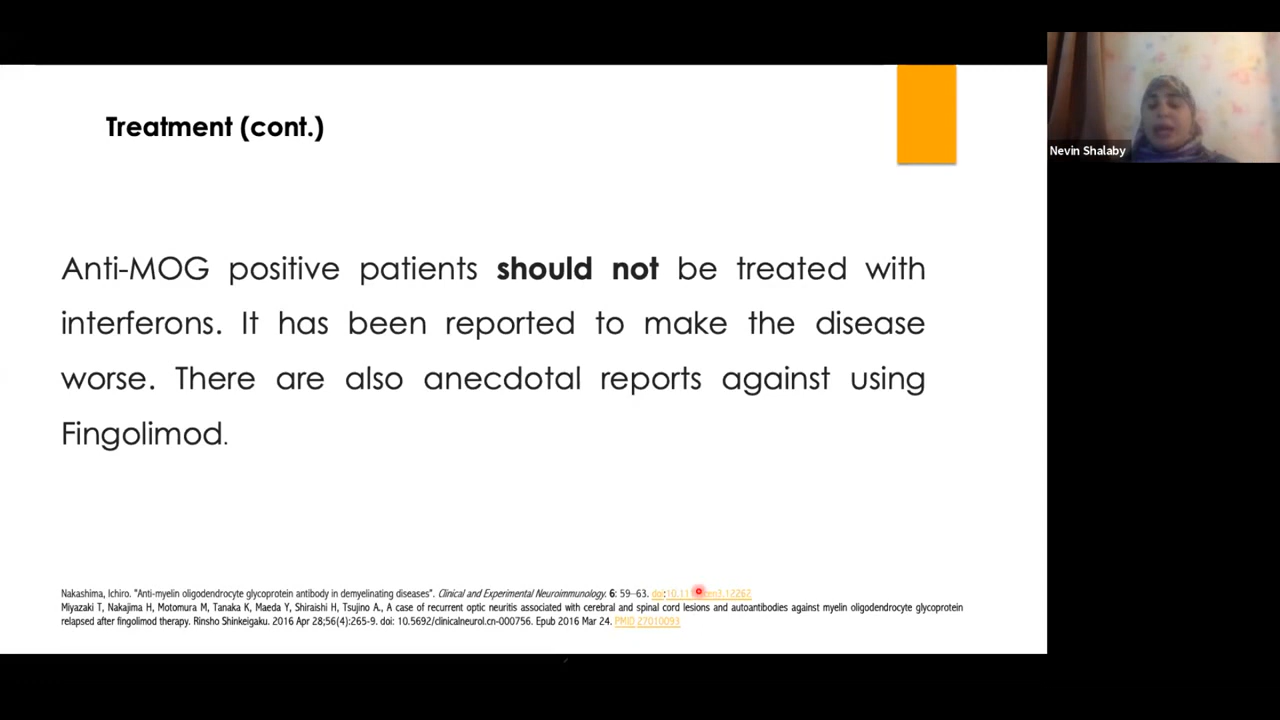 Treatment (cont.)
Nevin Shalaby
Anti-MOG positive patients should not be treated with
interferons. It has been reported to make the disease
worse. There are also anecdotal reports against using
Fingolimod.
Nakashima, Ichiro. "Anti-myelin oligodendrocyte glycoprotein antibody in demyelinating diseases". Clinical and Experimental Neuroimmunology. 6: 59–63.
Miyazaki T, Nakajima H, Motomura M, Tanaka K, Maeda Y, Shiraishi H, Tsujino A., A case of recurrent optic neuritis associated with cerebral and spinal cord lesions and autoantibodies against myelin oligodendrocyte glycoprotein
relapsed after fingolimod therapy. Rinsho Shinkeigaku. 2016 Apr 28;56(4):265-9. doi: 10.5692/clinicalneurol.cn-000756. Epub 2016 Mar 24. PMID 27010093